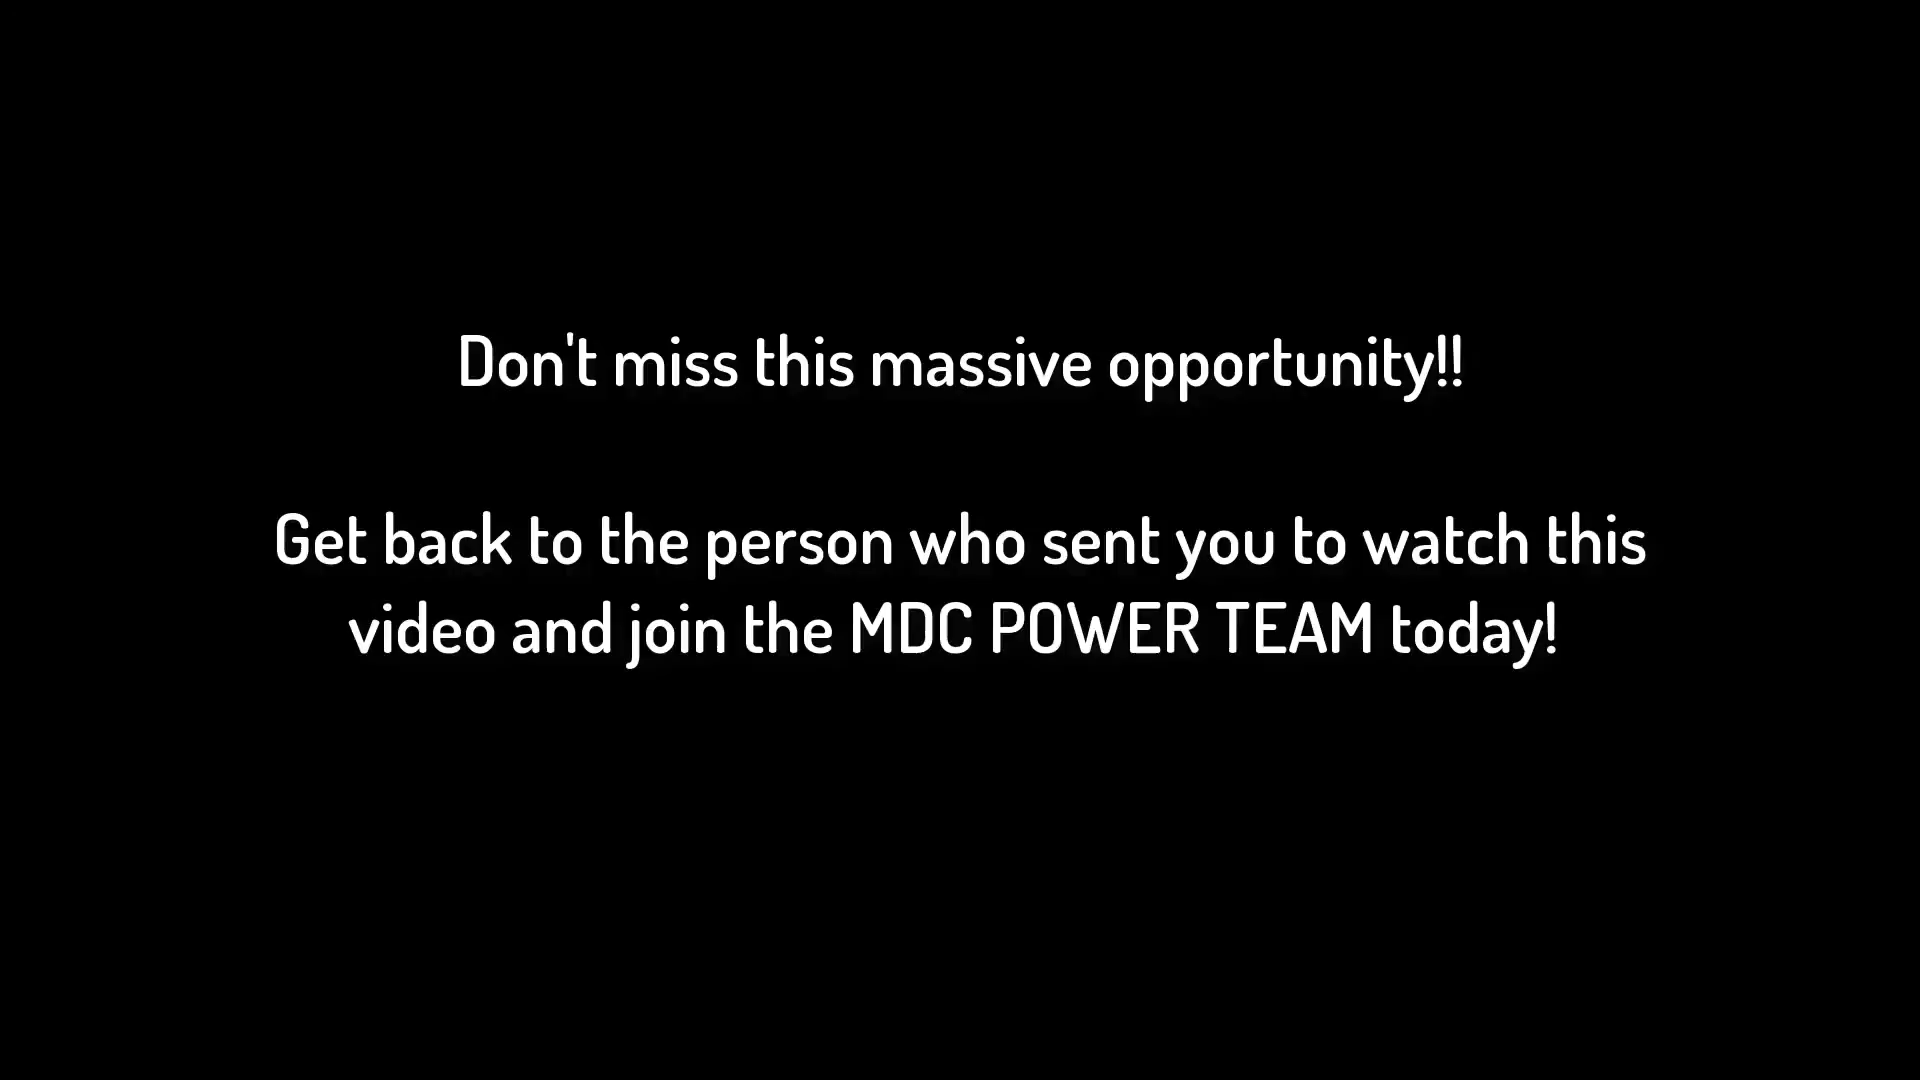 Don't miss this massive opportunity!!
Get back to the person who sent you to watch this
video and join the MDC POWER TEAM today!